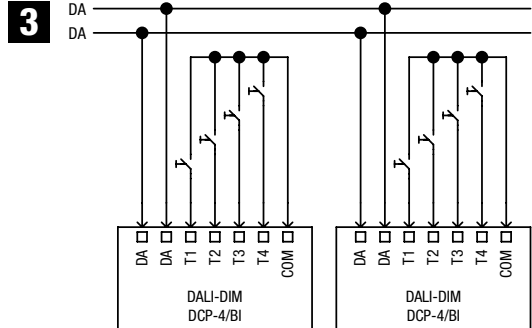 3
DA
DA
DA DA T1 T2 T3 T4 COM
DALI-DIM
DCP-4/BI
DA DA T1 T2 T3 T4 COM
DALI-DIM
DCP-4/BI